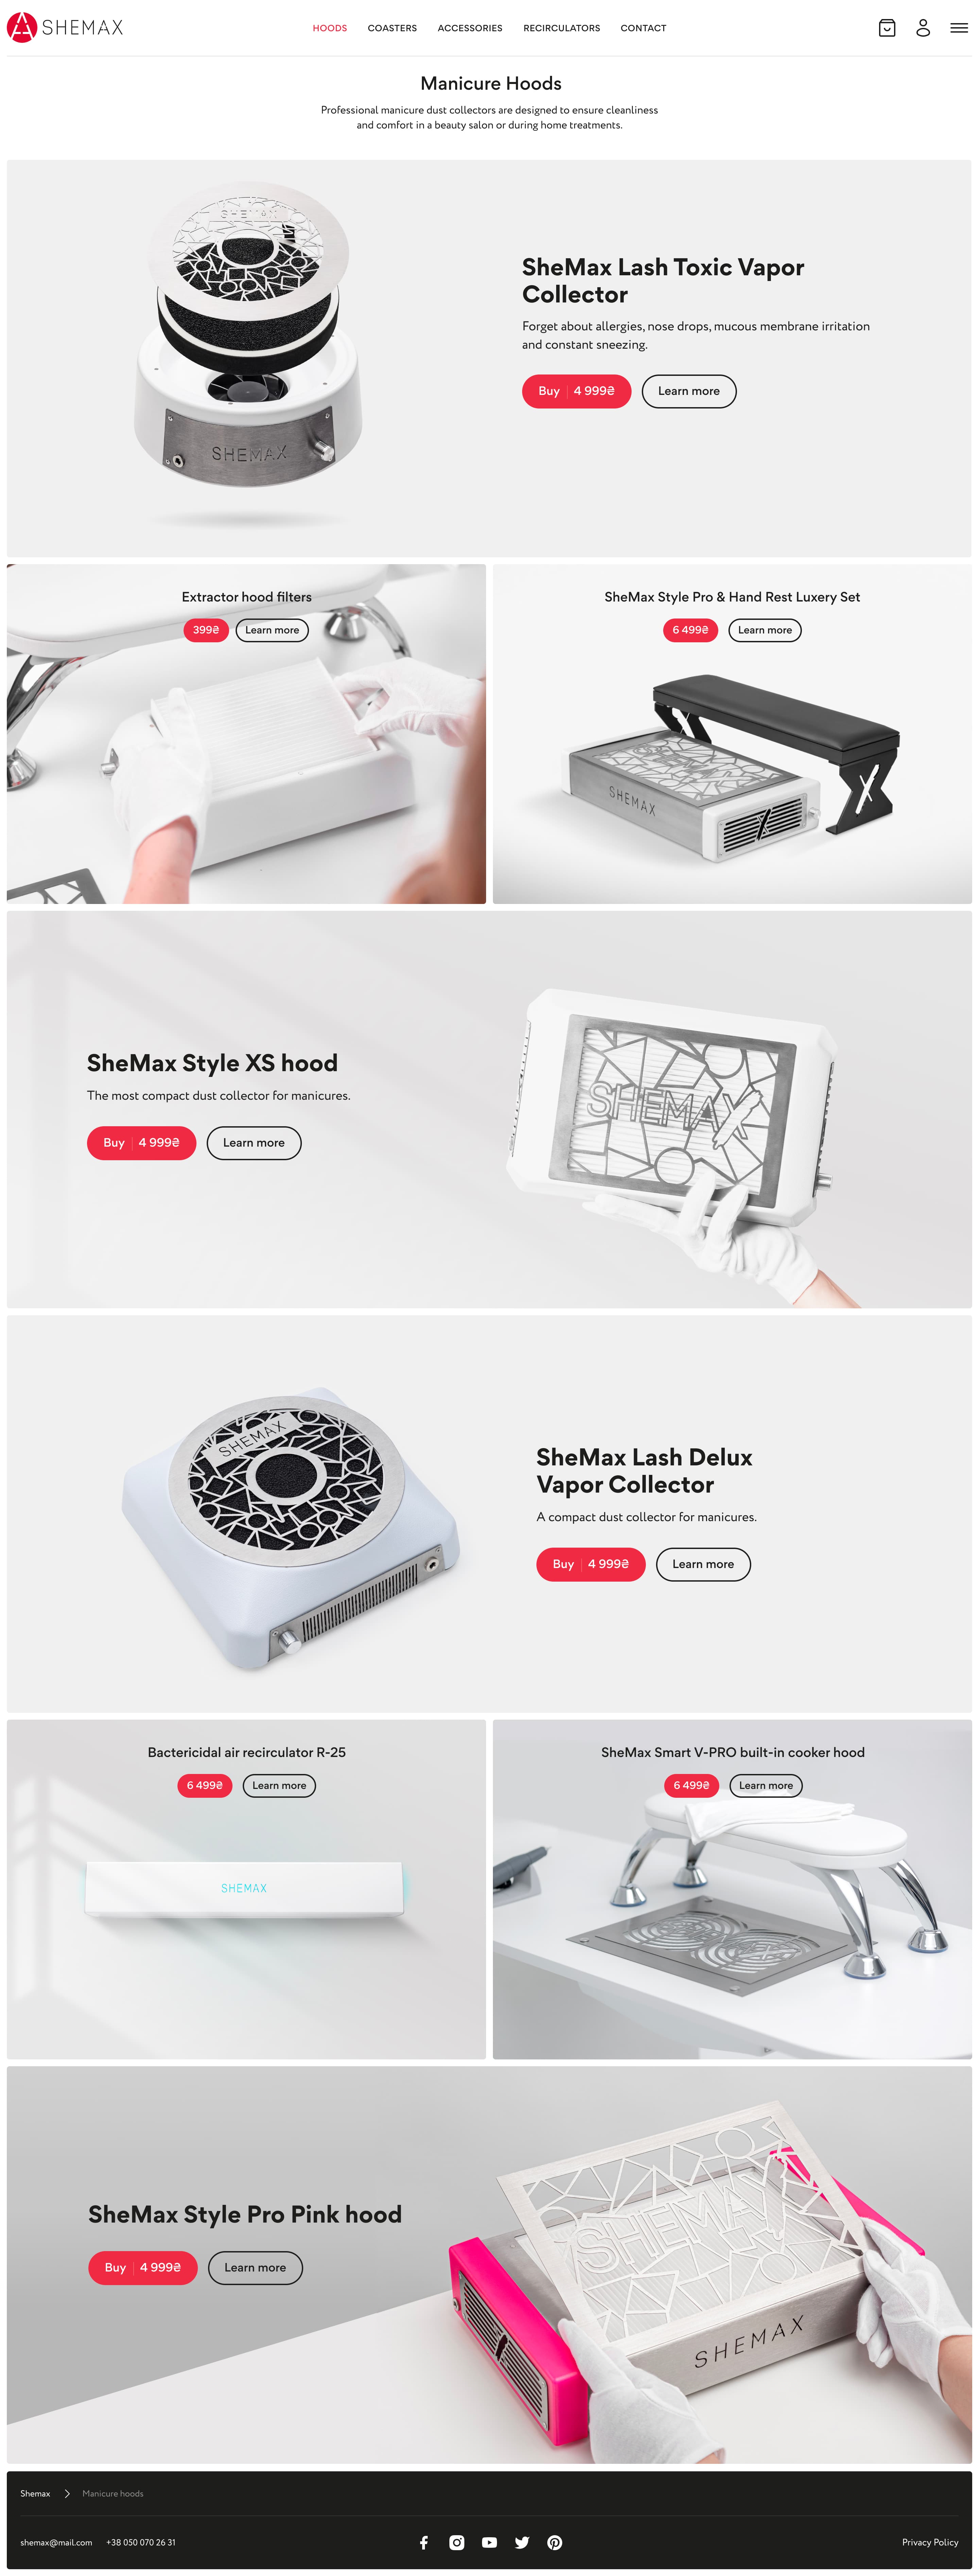 SHEMAX
HOODS
COASTERS
ACCESSORIES
RECIRCULATORS
CONTACT
Manicure Hoods
Professional manicure dust collectors are designed to ensure cleanliness
and comfort in a beauty salon or during home treatments.
SHEMAX
SHEMAX
SheMax Lash Toxic Vapor
Collector
Forget about allergies, nose drops, mucous membrane irritation
and constant sneezing.
Buy | 4 999₴
Learn more
Extractor hood filters
399₴
Learn more
SheMax Style Pro & Hand Rest Luxery Set
6 499₴
Learn more
SHEMAX
SheMax Style XS hood
The most compact dust collector for manicures.
Buy | 4 999₴
Learn more
SHEMAX
SHEMAX
SheMax Lash Delux
Vapor Collector
A compact dust collector for manicures.
Buy | 4 999₴
Learn more
Bactericidal air recirculator R-25
6 499₴
Learn more
SHEMAX
SheMax Smart V-PRO built-in cooker hood
6 499₴
Learn more
SheMax Style Pro Pink hood
Buy | 4 999₴
Learn more
SHEMAX
SHEMAX
Shemax > Manicure hoods
shemax@mail.com
+38 050 070 26 31
Privacy Policy